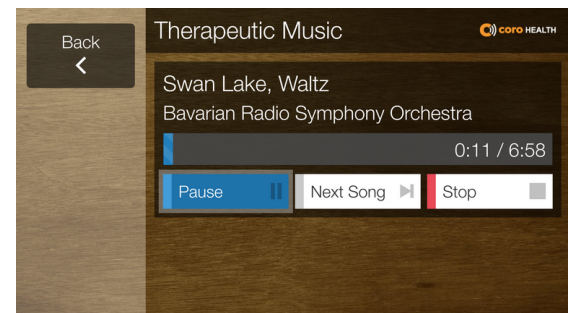 Back
Therapeutic Music
coro HEALTH
Swan Lake, Waltz
Bavarian Radio Symphony Orchestra
0:11 / 6:58
Pause
Next Song
Stop